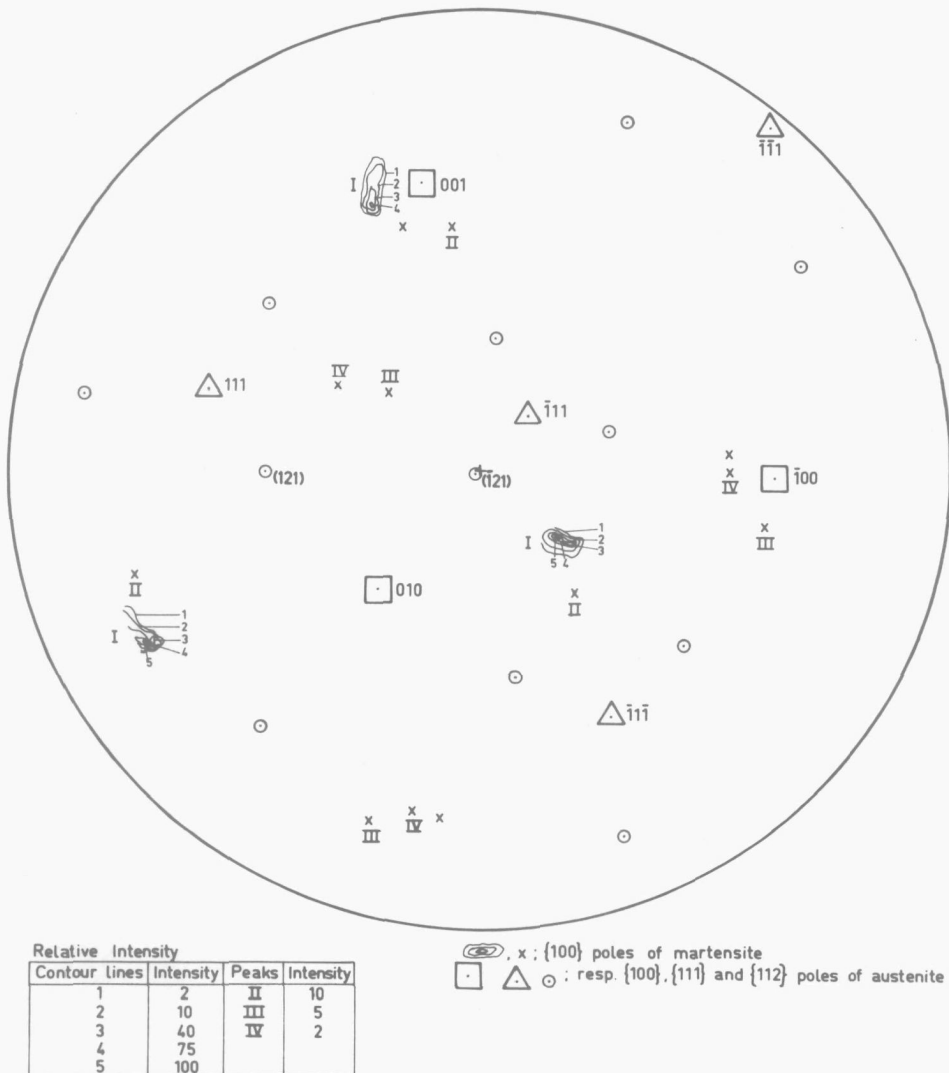 1̄1̄1
I
1
2
3
4
001
x
x
II
IV
x
III
x
111
1̄11
(121)
(1̄21)
x
x
IV
1̄00
x
III
I
1
2
3
5 4
x
II
010
x
II
I
1
2
3
4
5
1̄11̄
x
III
x
IV
x
Relative Intensity
Contour lines Intensity Peaks Intensity
1 2 II 10
2 10 III 5
3 40 IV 2
4 75
5 100
, x ; {100} poles of martensite
; resp. {100}, {111} and {112} poles of austenite